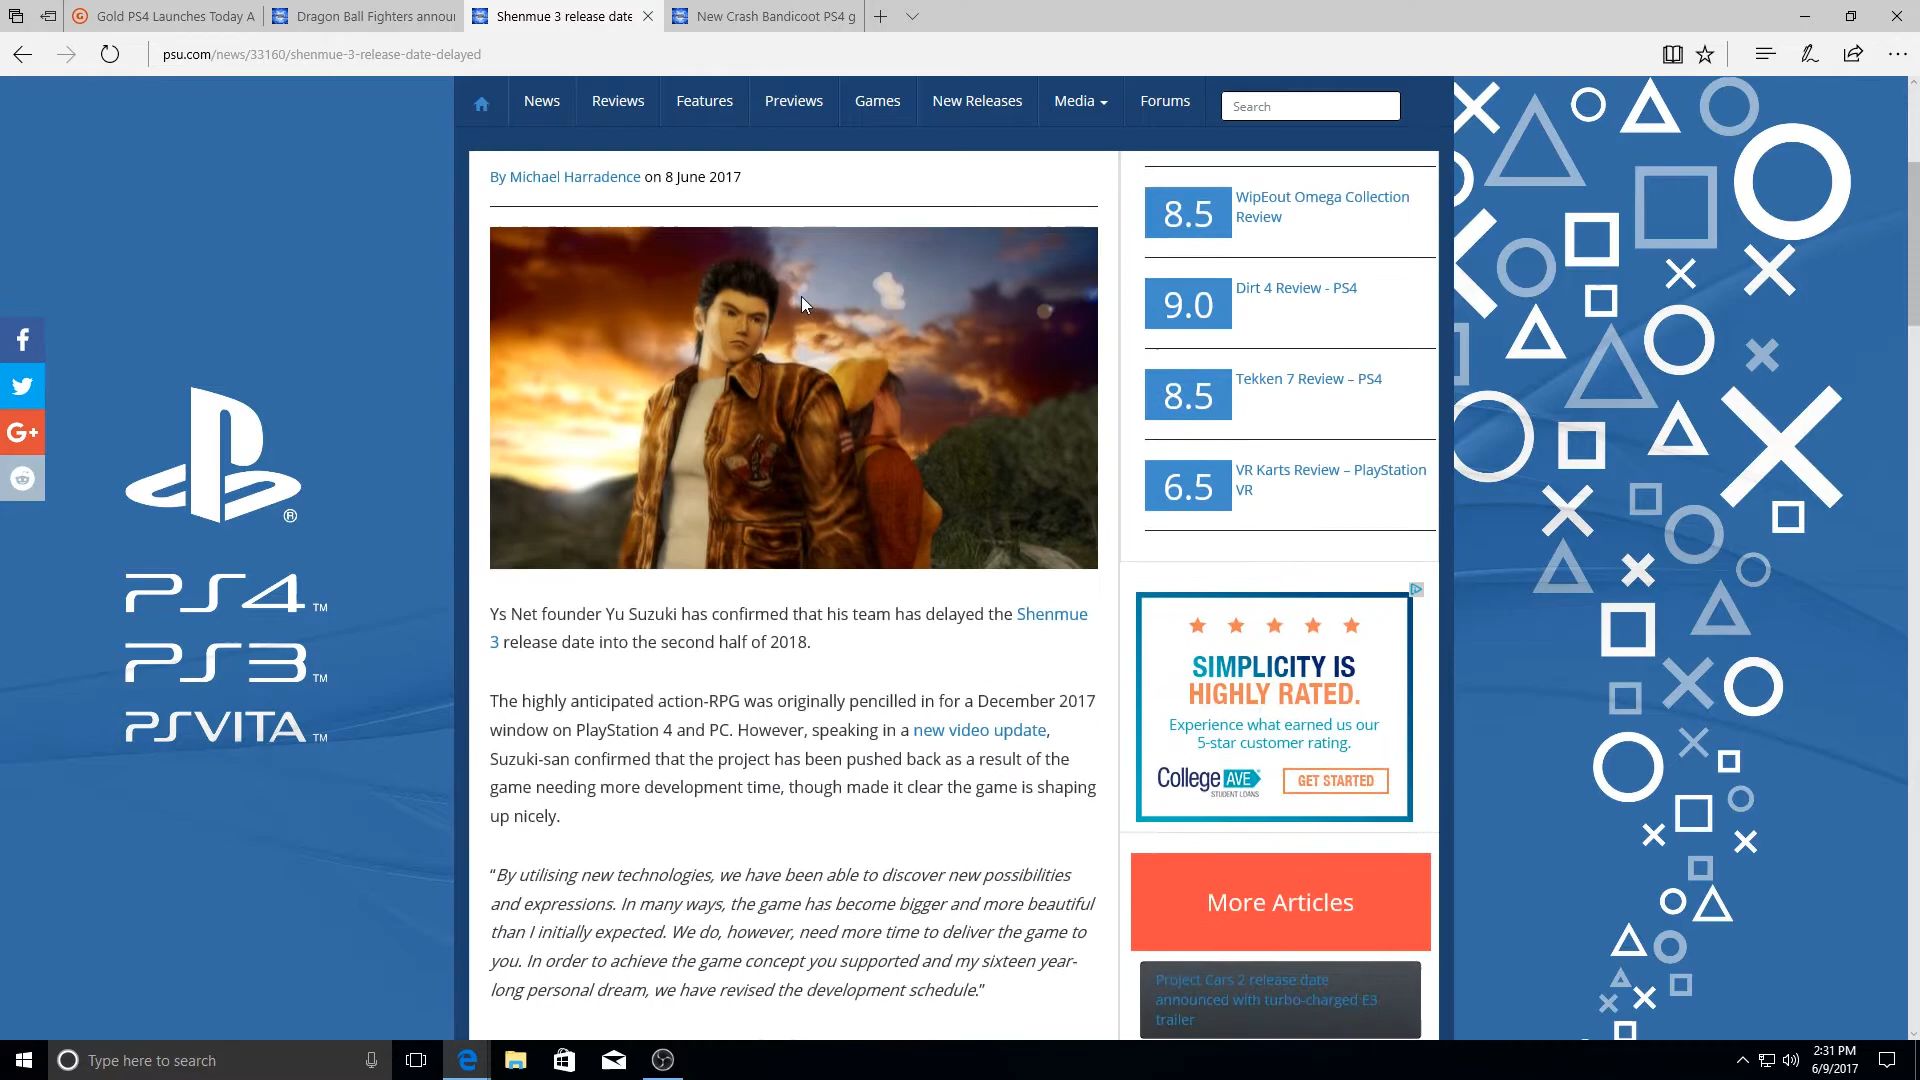 Gold PS4 Launches Today A
Dragon Ball Fighters annou
Shenmue 3 release date
New Crash Bandicoot PS4 g
psu.com/news/33160/shenmue-3-release-date-delayed
News
Reviews
Features
Previews
Games
New Releases
Media
Forums
Search
By Michael Harradence on 8 June 2017
Ys Net founder Yu Suzuki has confirmed that his team has delayed the Shenmue
3 release date into the second half of 2018.
The highly anticipated action-RPG was originally pencilled in for a December 2017
window on PlayStation 4 and PC. However, speaking in a new video update,
Suzuki-san confirmed that the project has been pushed back as a result of the
game needing more development time, though made it clear the game is shaping
up nicely.
“By utilising new technologies, we have been able to discover new possibilities
and expressions. In many ways, the game has become bigger and more beautiful
than I initially expected. We do, however, need more time to deliver the game to
you. In order to achieve the game concept you supported and my sixteen year-
long personal dream, we have revised the development schedule.”
8.5
WipEout Omega Collection
Review
9.0
Dirt 4 Review - PS4
8.5
Tekken 7 Review – PS4
6.5
VR Karts Review – PlayStation
VR
SIMPLICITY IS
HIGHLY RATED.
Experience what earned us our
5-star customer rating.
College AVE
STUDENT LOANS
GET STARTED
More Articles
Project Cars 2 release date
announced with turbo-charged E3
trailer
f
G+
®
PS4™
PS3™
PSVITA™
Type here to search
2:31 PM
6/9/2017